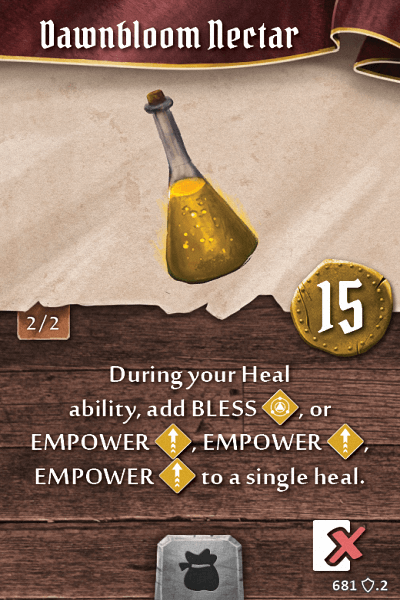 Dawnbloom Nectar
15
2/2
During your Heal
ability, add BLESS, or
EMPOWER, EMPOWER,
EMPOWER to a single heal.
681 .2